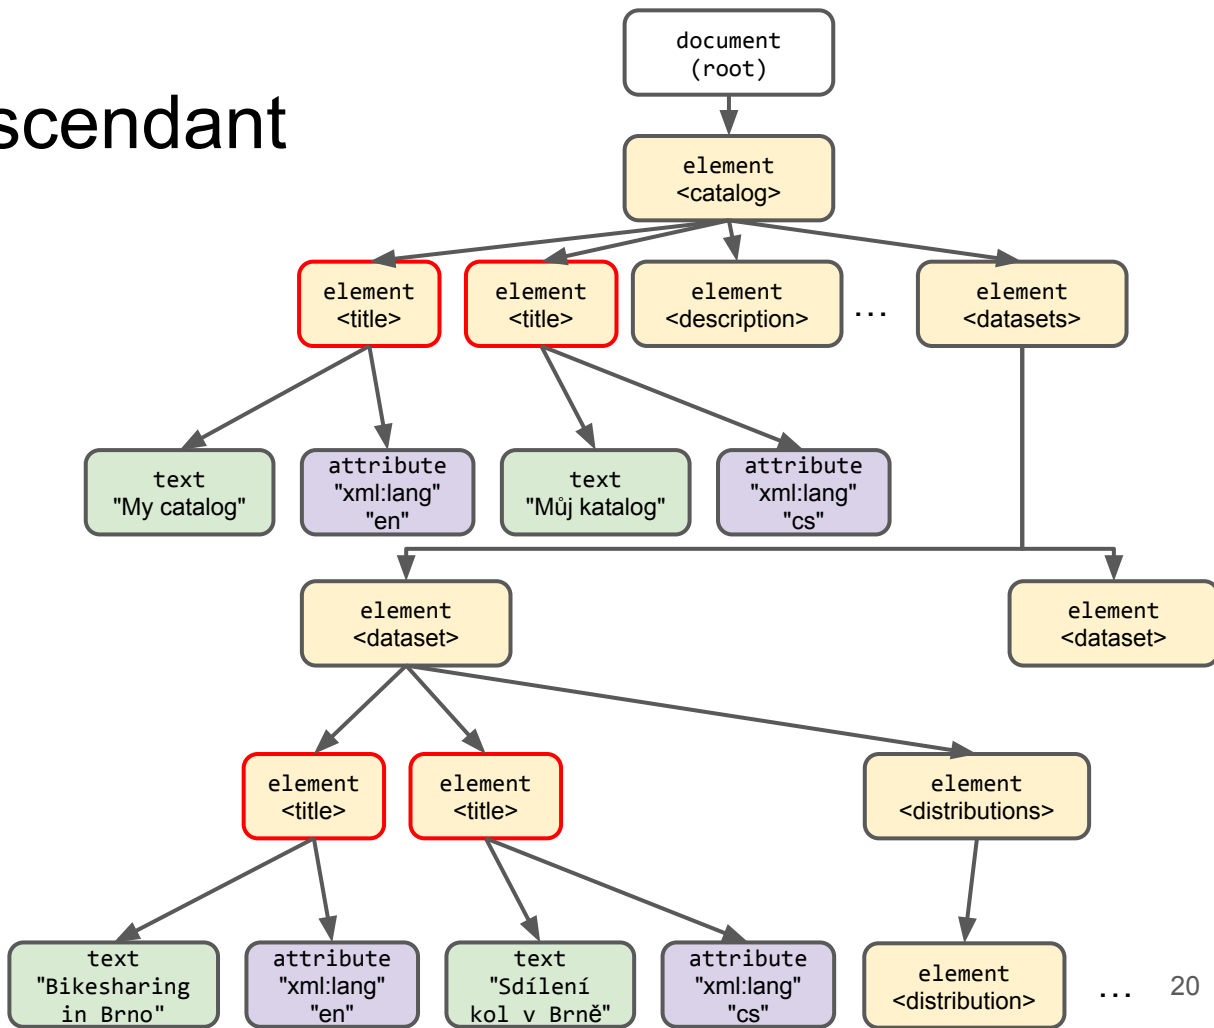 scendant
document
(root)
element
<catalog>
element
<title>
element
<title>
element
<description>
...
element
<datasets>
text
"My catalog"
attribute
"xml:lang"
"en"
text
"Můj katalog"
attribute
"xml:lang"
"cs"
element
<dataset>
element
<dataset>
element
<title>
element
<title>
element
<distributions>
text
"Bikesharing
in Brno"
attribute
"xml:lang"
"en"
text
"Sdílení
kol v Brně"
attribute
"xml:lang"
"cs"
element
<distribution>
...
20